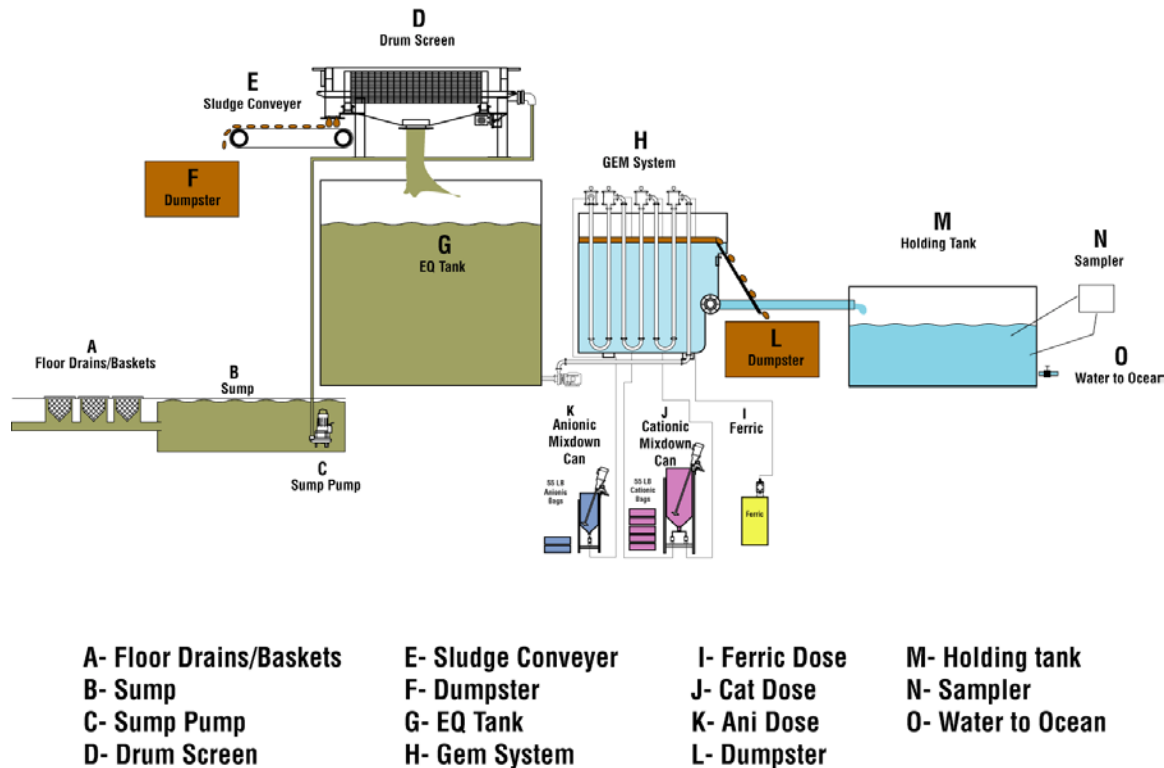 D
Drum Screen
E
Sludge Conveyer
F
Dumpster
H
GEM System
G
EQ Tank
M
Holding Tank
N
Sampler
L
Dumpster
O
Water to Ocean
A
Floor Drains/Baskets
B
Sump
C
Sump Pump
K
Anionic
Mixdown
Can
J
Cationic
Mixdown
Can
I
Ferric
55 LB
Anionic
Bags
55 LB
Cationic
Bags
Ferric
A- Floor Drains/Baskets
B- Sump
C- Sump Pump
D- Drum Screen
E- Sludge Conveyer
F- Dumpster
G- EQ Tank
H- Gem System
I- Ferric Dose
J- Cat Dose
K- Ani Dose
L- Dumpster
M- Holding tank
N- Sampler
O- Water to Ocean